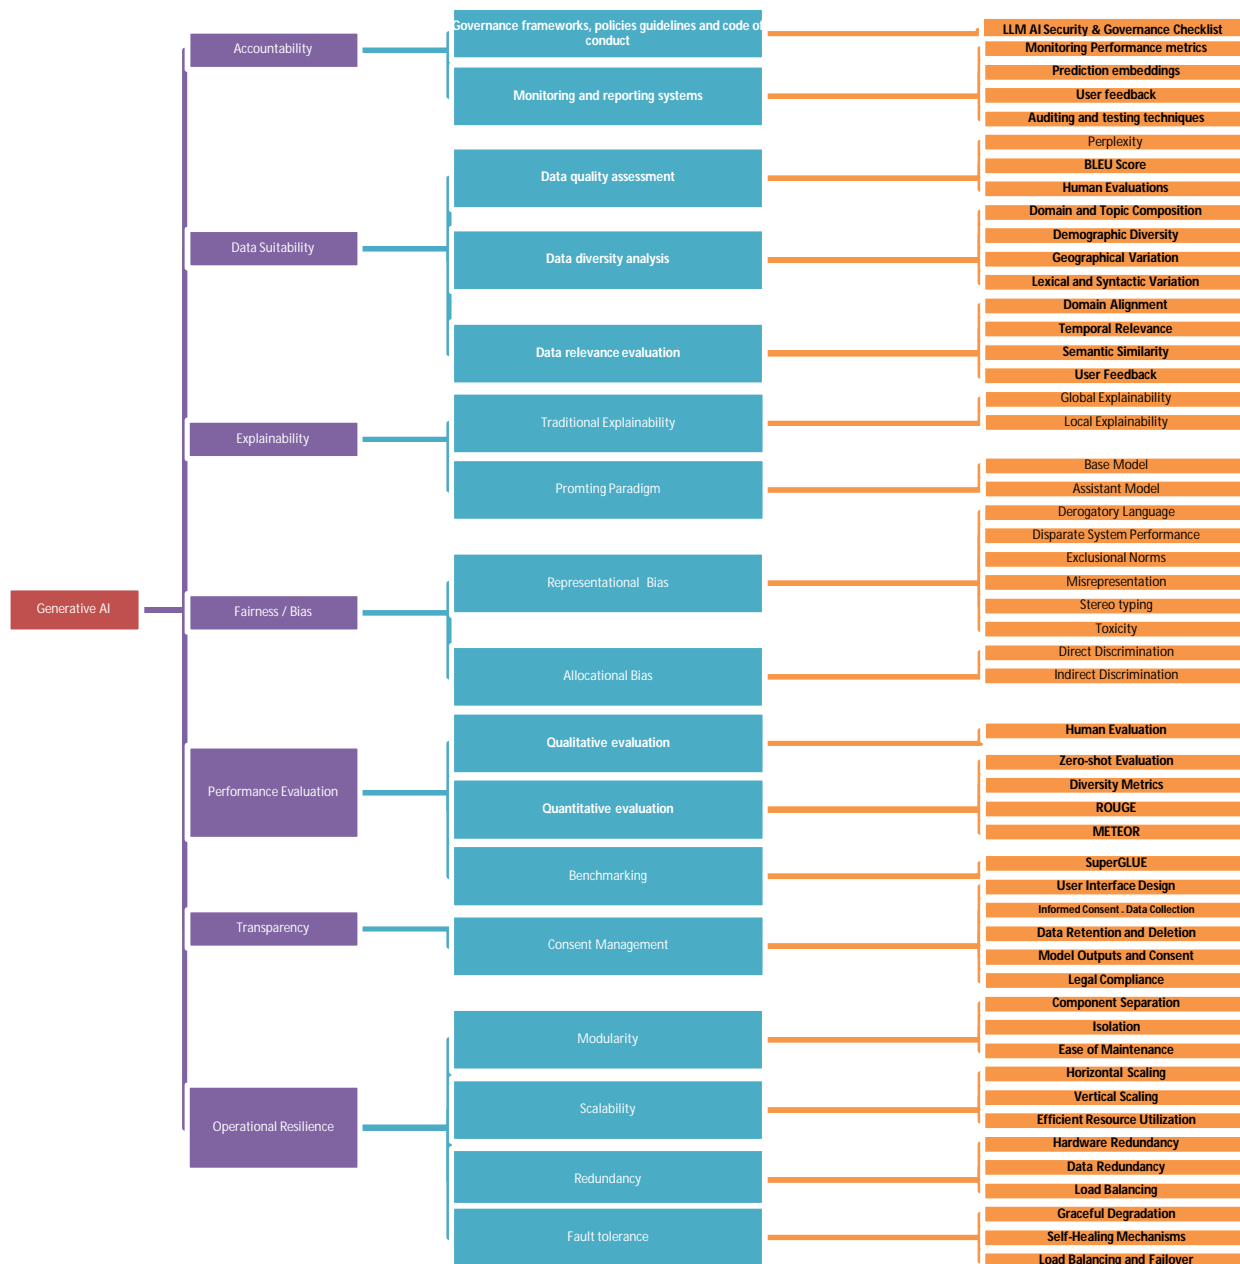 Generative AI
Accountability
Governance frameworks, policies guidelines and code of
conduct
LLM AI Security & Governance Checklist
Monitoring and reporting systems
Monitoring Performance metrics
Prediction embeddings
User feedback
Auditing and testing techniques
Data Suitability
Data quality assessment
Perplexity
BLEU Score
Human Evaluations
Data diversity analysis
Domain and Topic Composition
Demographic Diversity
Geographical Variation
Lexical and Syntactic Variation
Data relevance evaluation
Domain Alignment
Temporal Relevance
Semantic Similarity
User Feedback
Explainability
Traditional Explainability
Global Explainability
Local Explainability
Promting Paradigm
Base Model
Assistant Model
Fairness / Bias
Representational Bias
Derogatory Language
Disparate System Performance
Exclusional Norms
Misrepresentation
Stereo typing
Toxicity
Allocational Bias
Direct Discrimination
Indirect Discrimination
Performance Evaluation
Qualitative evaluation
Human Evaluation
Quantitative evaluation
Zero-shot Evaluation
Diversity Metrics
ROUGE
METEOR
Benchmarking
SuperGLUE
Transparency
Consent Management
User Interface Design
Informed Consent . Data Collection
Data Retention and Deletion
Model Outputs and Consent
Legal Compliance
Operational Resilience
Modularity
Component Separation
Isolation
Ease of Maintenance
Scalability
Horizontal Scaling
Vertical Scaling
Efficient Resource Utilization
Redundancy
Hardware Redundancy
Data Redundancy
Load Balancing
Fault tolerance
Graceful Degradation
Self-Healing Mechanisms
Load Balancing and Failover